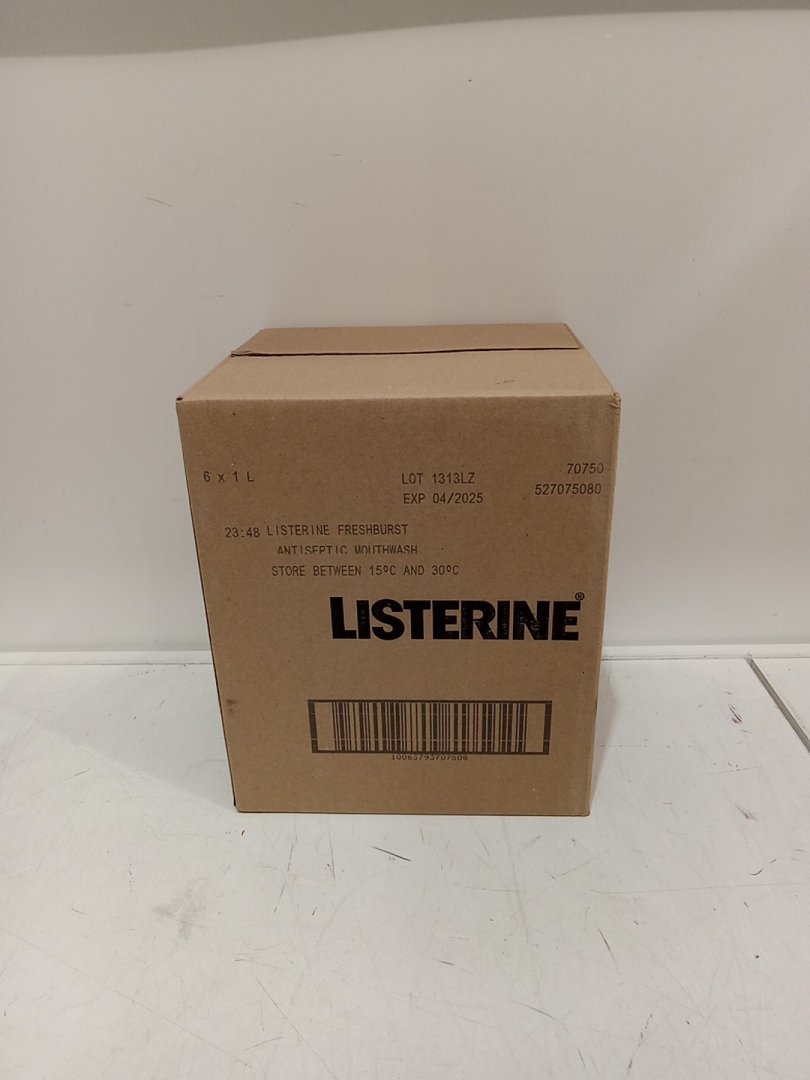 6 x 1 L
LOT 1313LZ
70750
EXP 04/2025
527075080
23:48 LISTERINE FRESHBURST
ANTISEPTIC MOUTHWASH
STORE BETWEEN 15ºC AND 30ºC
LISTERINE®
10063793707508